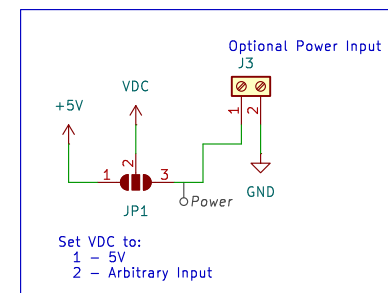 Optional Power Input
J3
VDC
+5V
1 2
2
1 3
Power
GND
JP1
Set VDC to:
1 - 5V
2 - Arbitrary Input